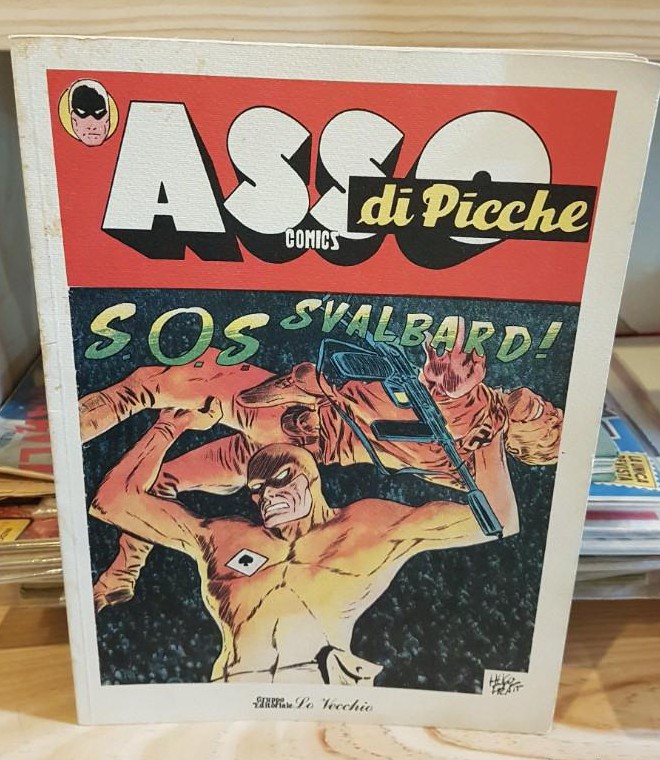 ASSO
di Picche
COMICS
S.O.S SVALBARD!
HUGO
PRATT
Gruppo
Editoriale Lo Vecchio